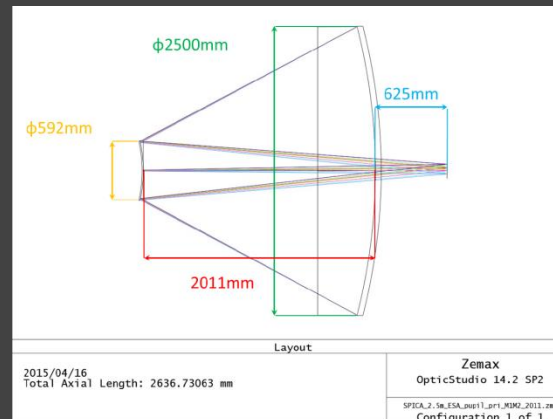 ϕ2500mm
625mm
ϕ592mm
2011mm
Layout
2015/04/16
Total Axial Length: 2636.73063 mm
Zemax
OpticStudio 14.2 SP2
SPICA_2.5m_ESA_pupil_pri_M1M2_2011.zm
Configuration 1 of 1